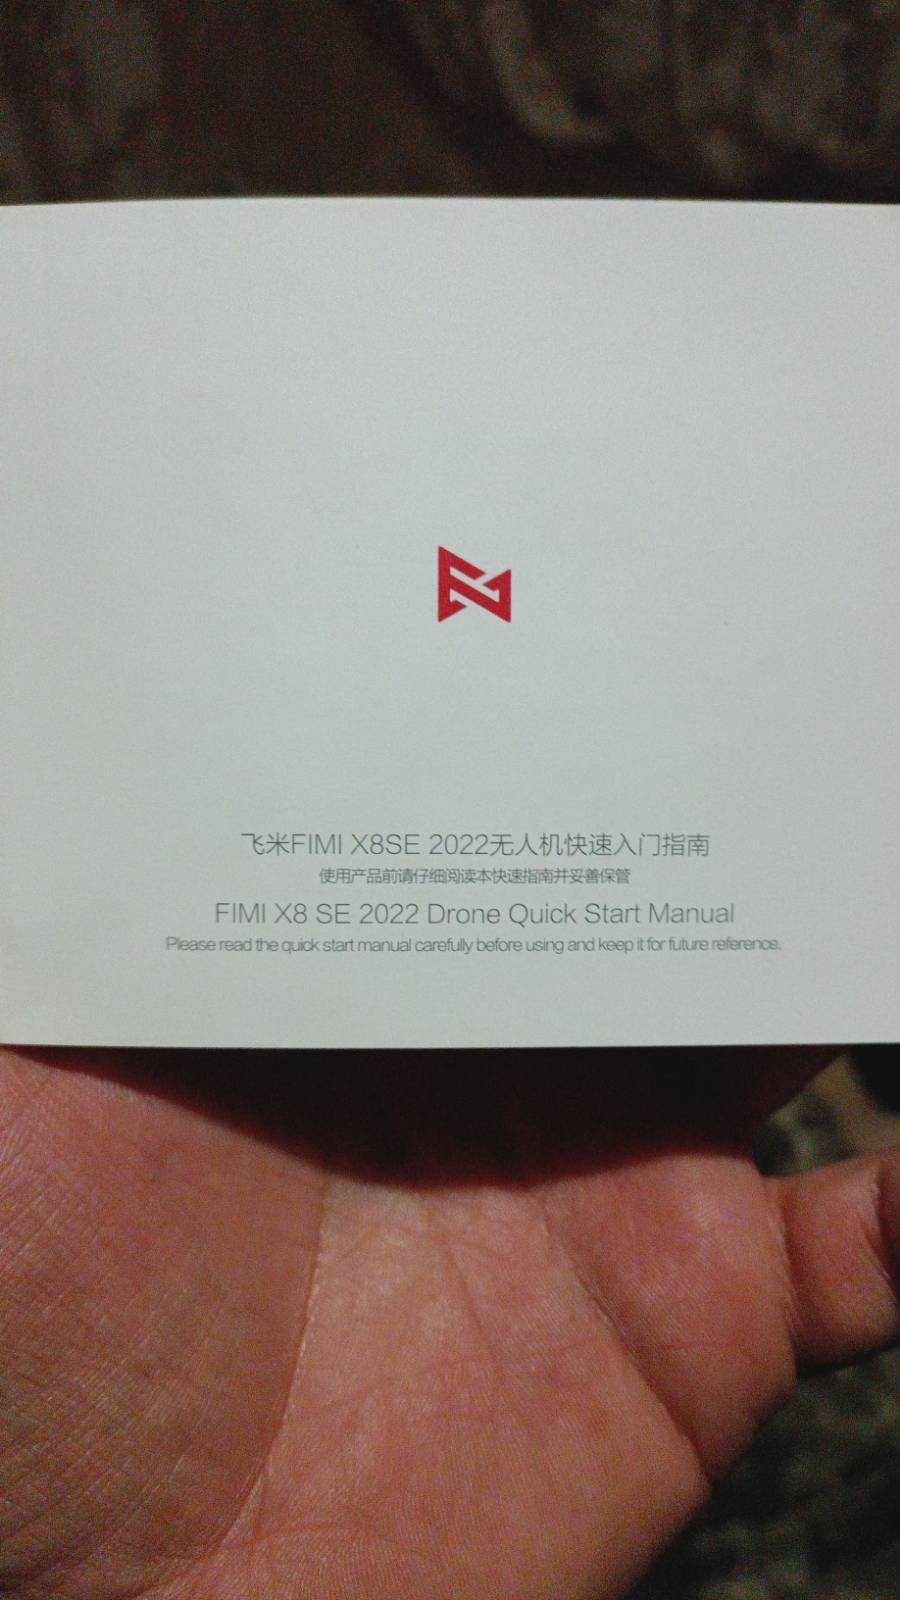 飞米FIMI X8SE 2022无人机快速入门指南
使用产品前请仔细阅读本快速指南并妥善保管
FIMI X8 SE 2022 Drone Quick Start Manual
Please read the quick start manual carefully before using and keep it for future reference.